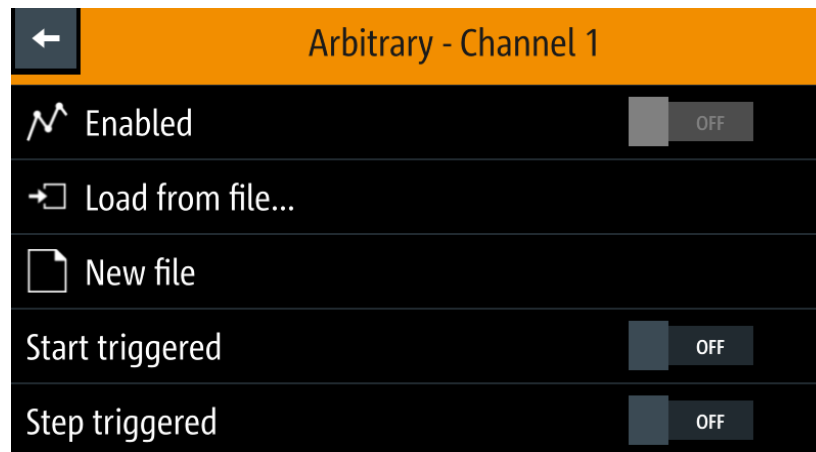 Arbitrary - Channel 1
Enabled OFF
Load from file...
New file
Start triggered OFF
Step triggered OFF